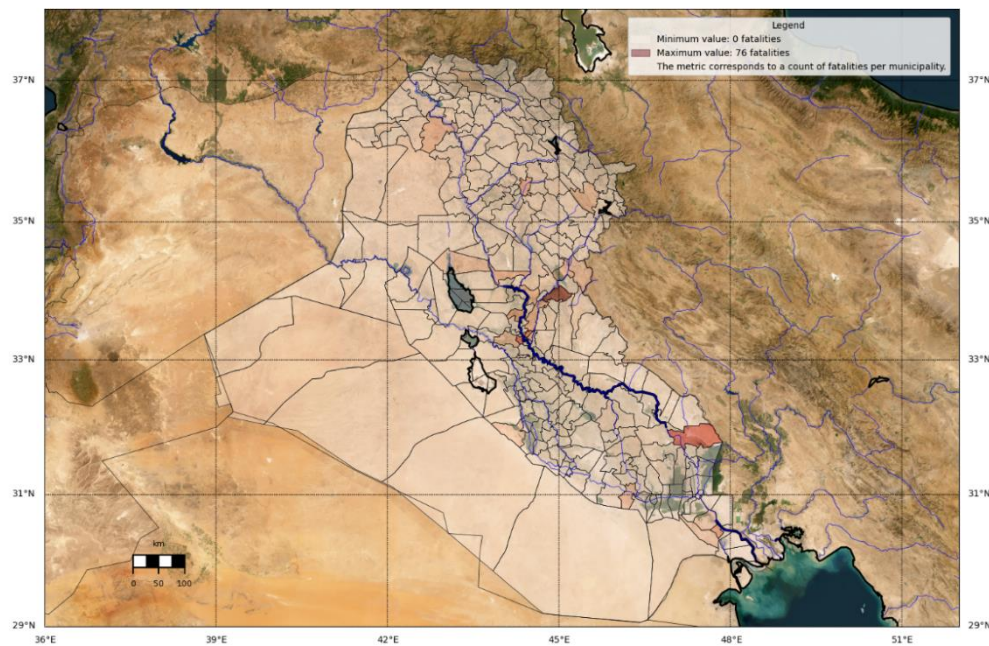 Legend
Minimum value: 0 fatalities
Maximum value: 76 fatalities
The metric corresponds to a count of fatalities per municipality.
37°N 37°N
35°N 35°N
33°N 33°N
31°N 31°N
km
0 50 100
29°N 29°N
36°E 39°E 42°E 45°E 48°E 51°E